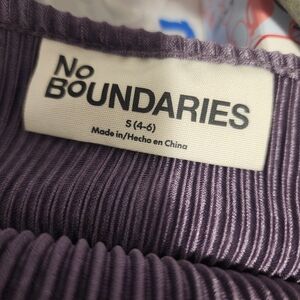 No
BOUNDARIES
S (4-6)
Made in/Hecho en China